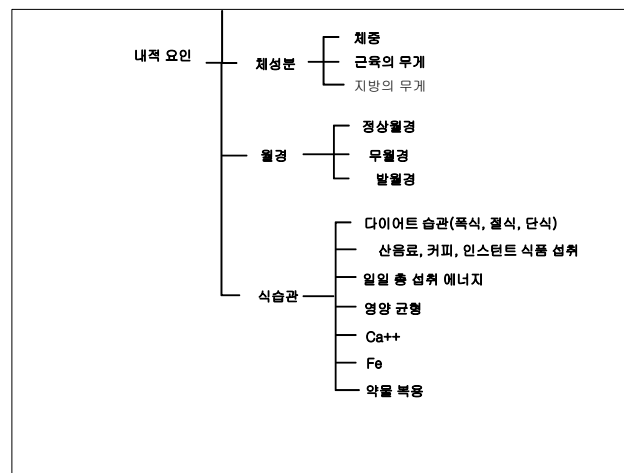 내적 요인
체성분
체중
근육의 무게
지방의 무게
월경
정상월경
무월경
발월경
식습관
다이어트 습관(폭식, 절식, 단식)
산음료, 커피, 인스턴트 식품 섭취
일일 총 섭취 에너지
영양 균형
Ca++
Fe
약물 복용